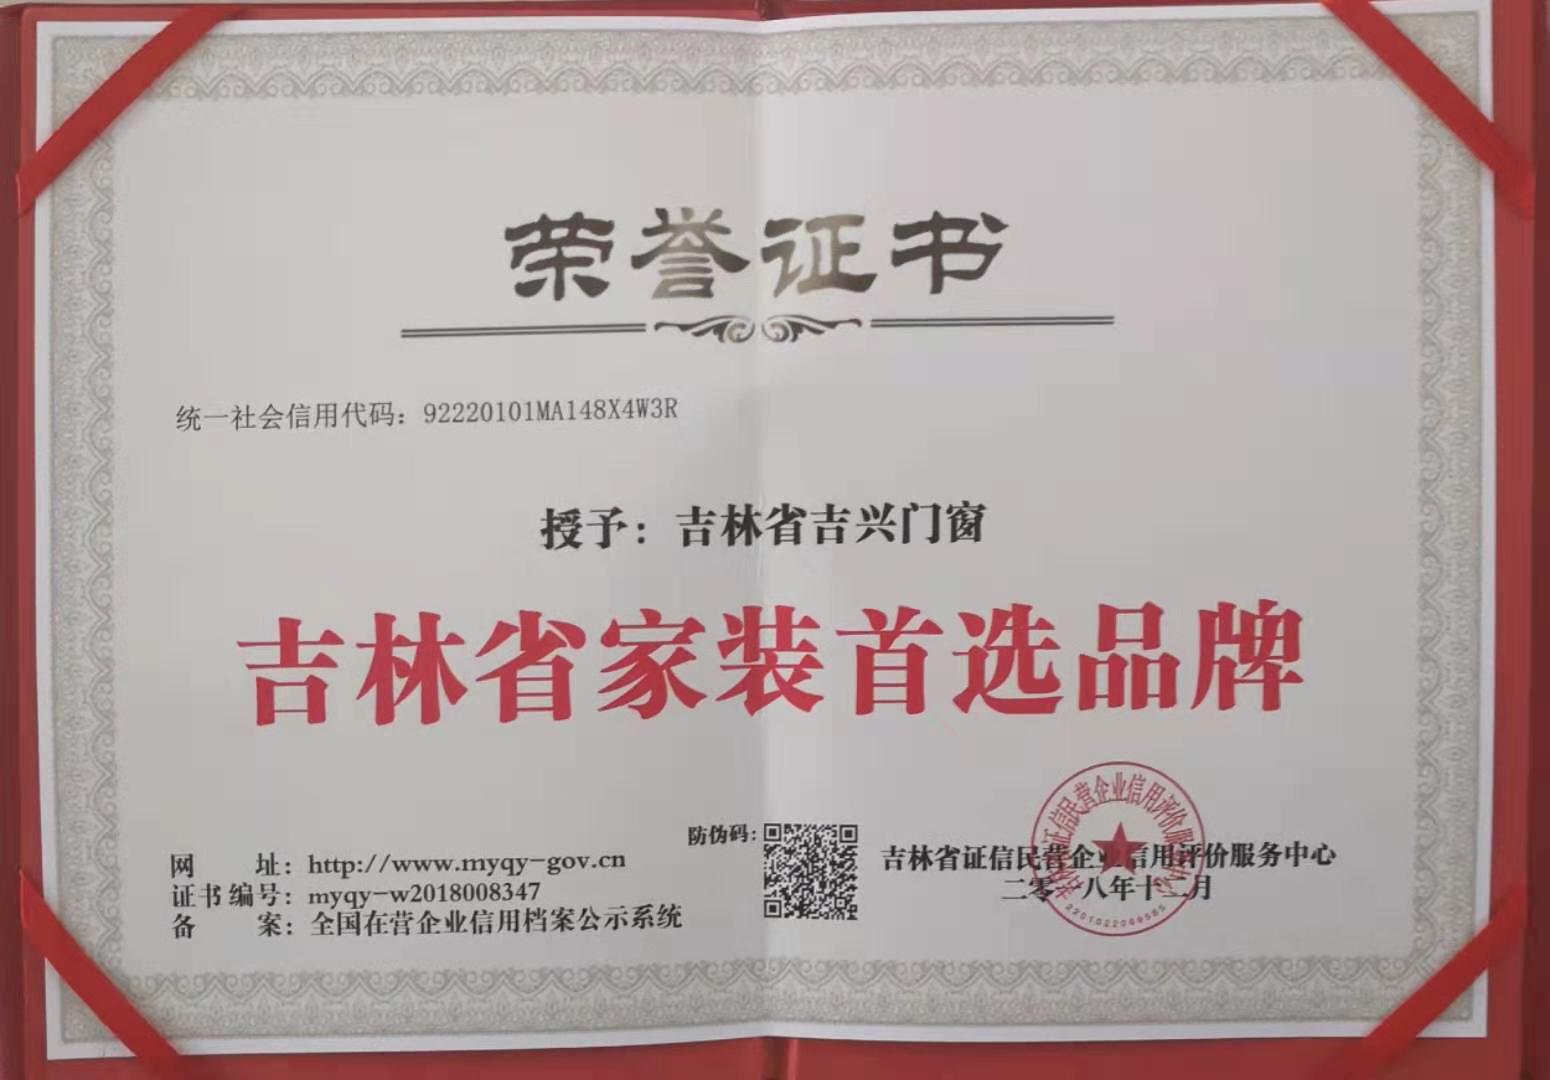 荣誉证书
统一社会信用代码：92220101MA148X4W3R
授予：吉林省吉兴门窗
吉林省家装首选品牌
防伪码：
网 址：http://www.myqy-gov.cn
证书编号：myqy-w2018008347
备 案：全国在营企业信用档案公示系统
吉林省证信民营企业信用评价服务中心
二零一八年十二月